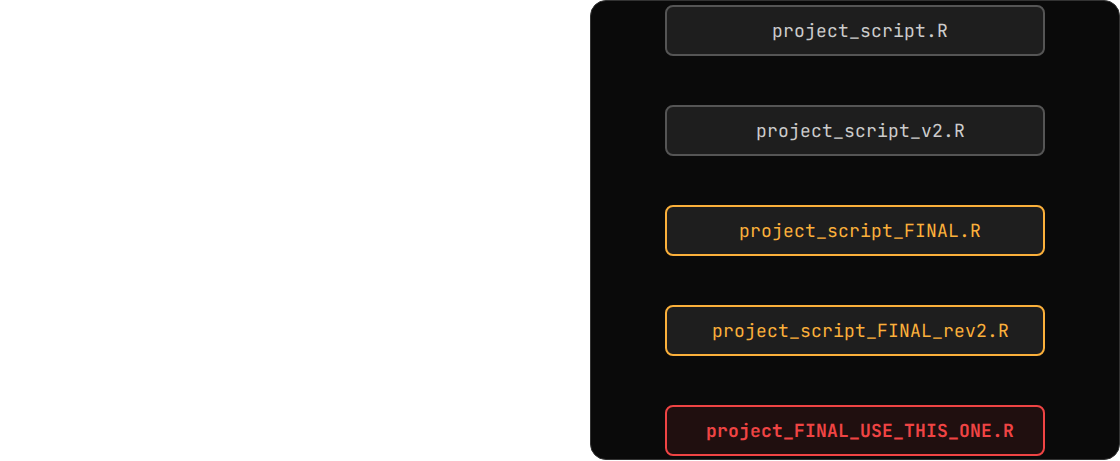 project_script.R
project_script_v2.R
project_script_FINAL.R
project_script_FINAL_rev2.R
project_FINAL_USE_THIS_ONE.R